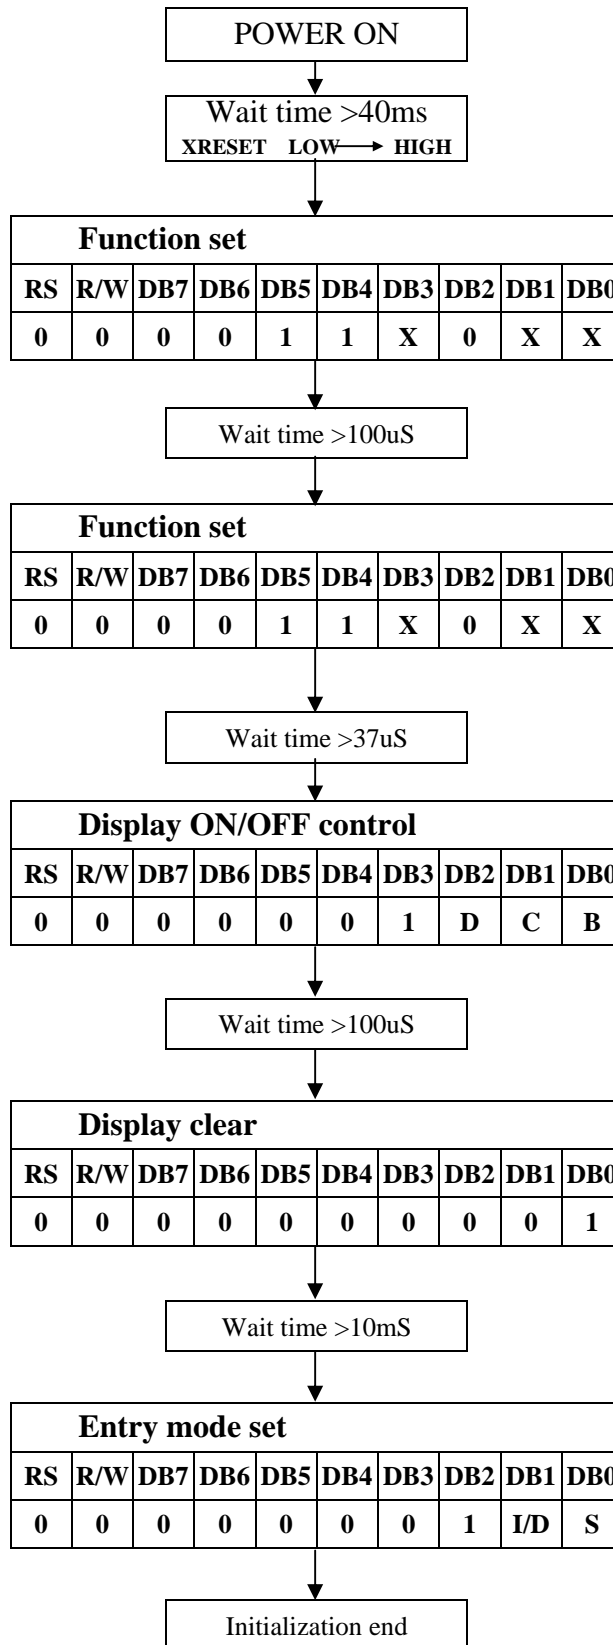 POWER ON
Wait time >40ms
XRESET LOW HIGH
Function set
RS R/W DB7 DB6 DB5 DB4 DB3 DB2 DB1 DB0
0 0 0 0 1 1 X 0 X X
Wait time >100uS
Function set
RS R/W DB7 DB6 DB5 DB4 DB3 DB2 DB1 DB0
0 0 0 0 1 1 X 0 X X
Wait time >37uS
Display ON/OFF control
RS R/W DB7 DB6 DB5 DB4 DB3 DB2 DB1 DB0
0 0 0 0 0 0 1 D C B
Wait time >100uS
Display clear
RS R/W DB7 DB6 DB5 DB4 DB3 DB2 DB1 DB0
0 0 0 0 0 0 0 0 0 1
Wait time >10mS
Entry mode set
RS R/W DB7 DB6 DB5 DB4 DB3 DB2 DB1 DB0
0 0 0 0 0 0 0 1 I/D S
Initialization end